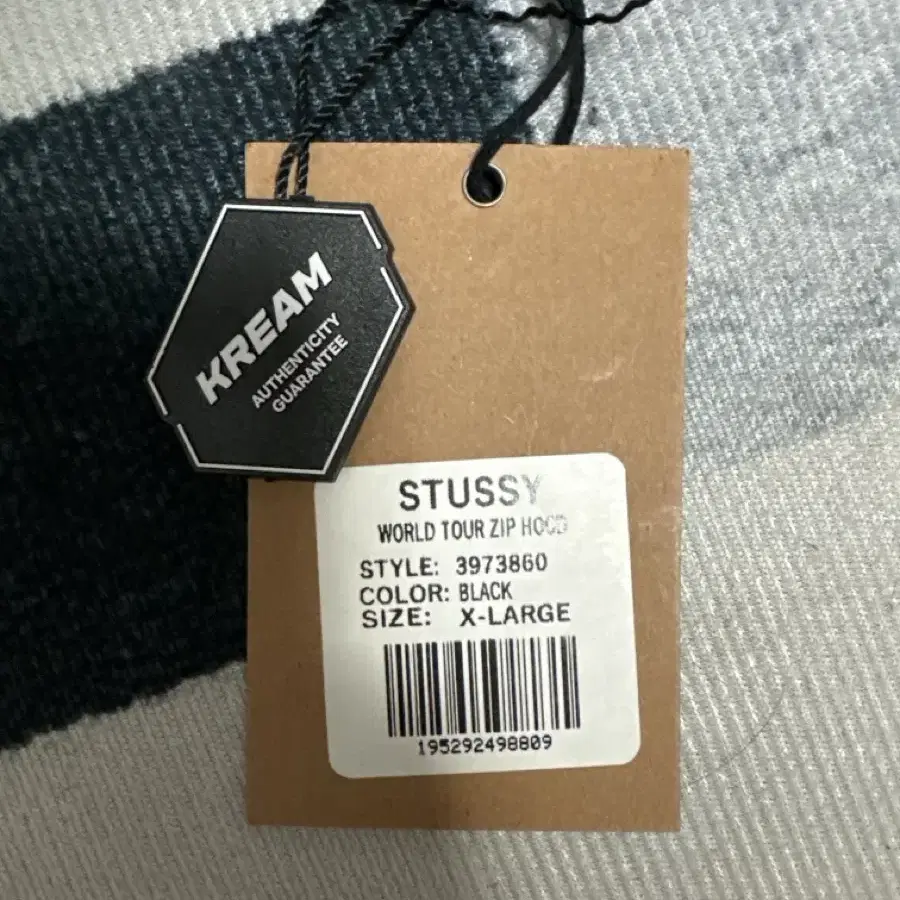 KREAM
AUTHENTICITY
GUARANTEE
STUSSY
WORLD TOUR ZIP HOOD
STYLE: 3973860
COLOR: BLACK
SIZE: X-LARGE
195292498809